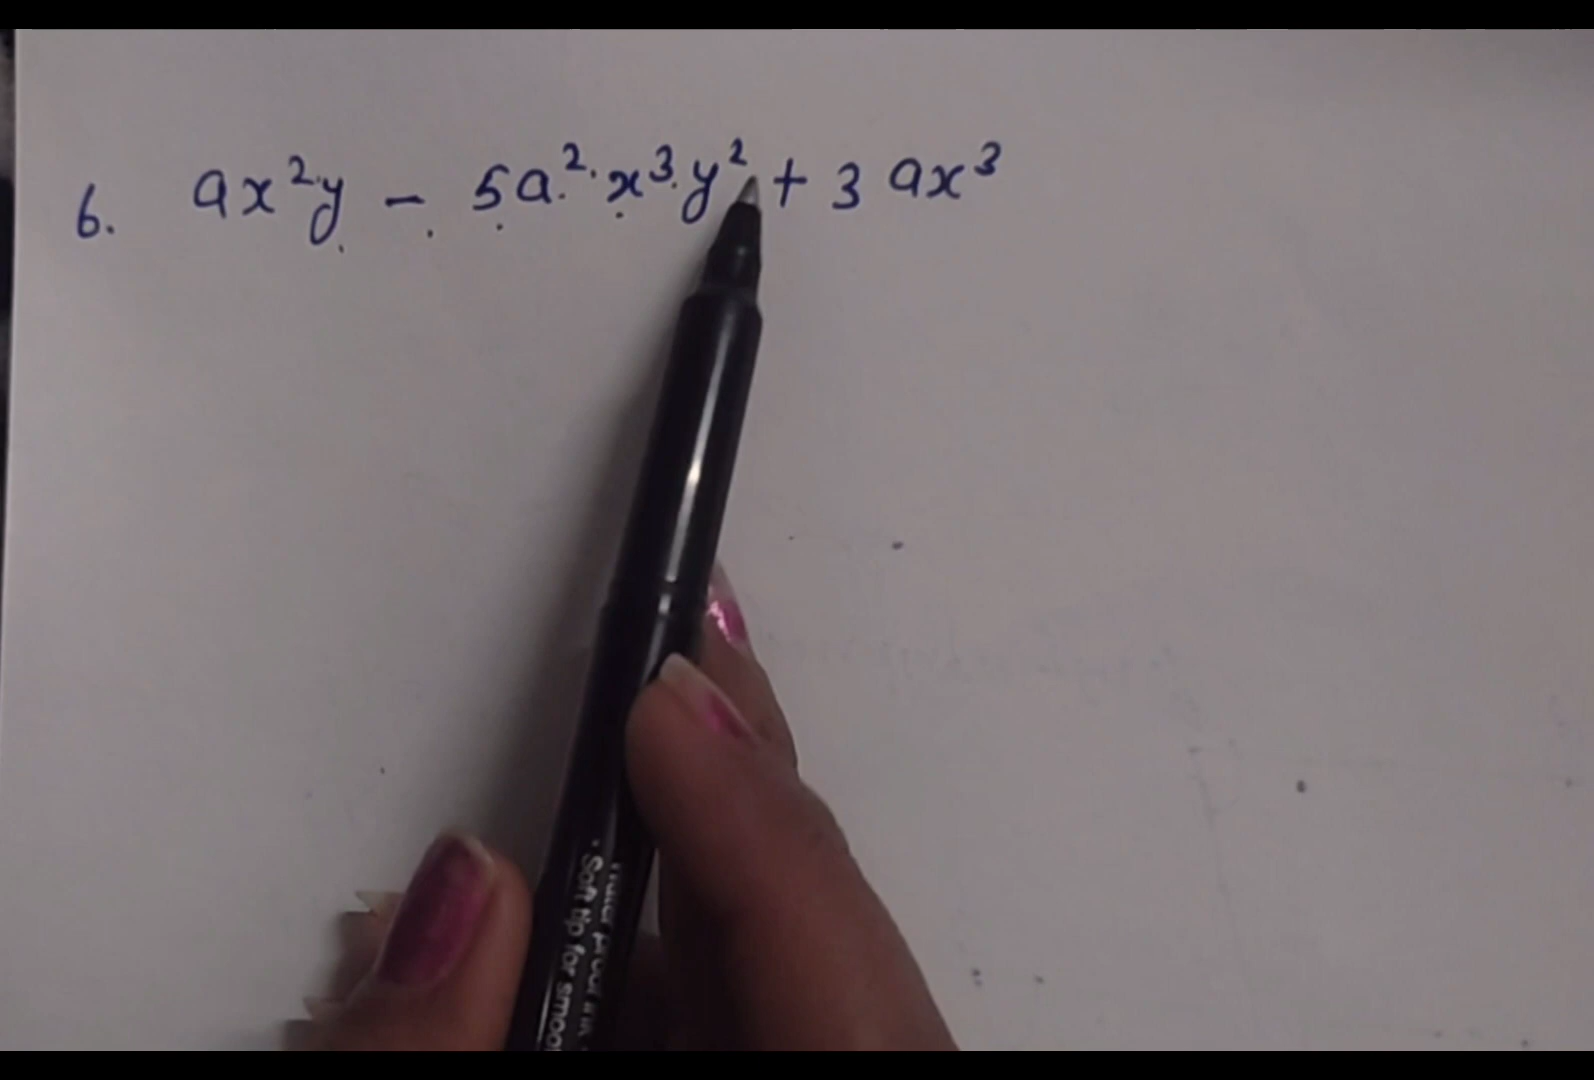 6. ax²y - 5a²x³y² + 3ax³
Soft tip for smoo